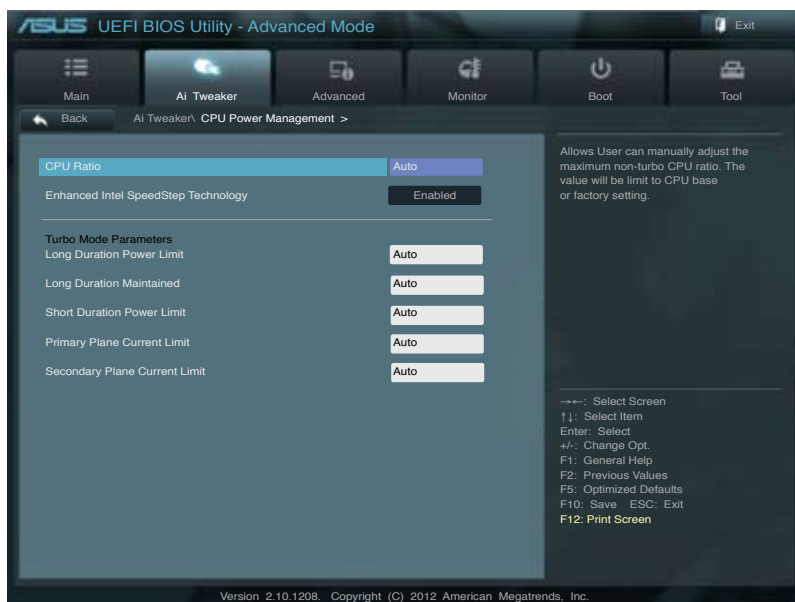 ASUS UEFI BIOS Utility - Advanced Mode
Exit
Main
Ai Tweaker
Advanced
Monitor
Boot
Tool
Back
Ai Tweaker\ CPU Power Management >
CPU Ratio Auto
Enhanced Intel SpeedStep Technology Enabled
Turbo Mode Parameters
Long Duration Power Limit Auto
Long Duration Maintained Auto
Short Duration Power Limit Auto
Primary Plane Current Limit Auto
Secondary Plane Current Limit Auto
Allows User can manually adjust the
maximum non-turbo CPU ratio. The
value will be limit to CPU base
or factory setting.
→←: Select Screen
↑↓: Select Item
Enter: Select
+/-: Change Opt.
F1: General Help
F2: Previous Values
F5: Optimized Defaults
F10: Save ESC: Exit
F12: Print Screen
Version 2.10.1208. Copyright (C) 2012 American Megatrends, Inc.